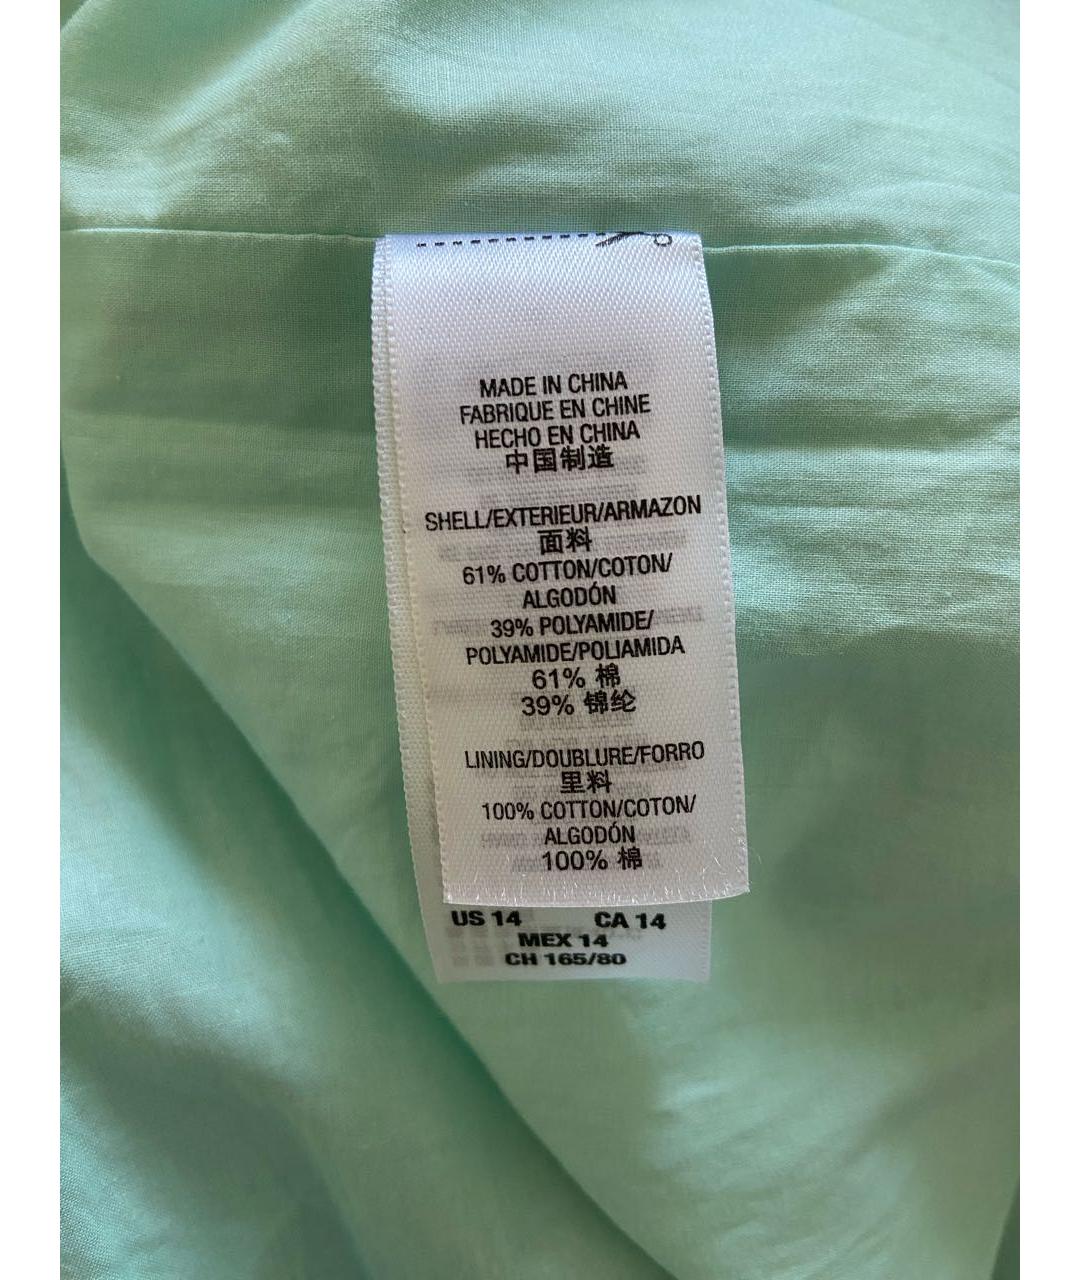 MADE IN CHINA
FABRIQUE EN CHINE
HECHO EN CHINA
中国制造
SHELL/EXTERIEUR/ARMAZON
面料
61% COTTON/COTON/
ALGODÓN
39% POLYAMIDE/
POLYAMIDE/POLIAMIDA
61% 棉
39% 锦纶
LINING/DOUBLURE/FORRO
里料
100% COTTON/COTON/
ALGODÓN
100% 棉
US 14 CA 14
MEX 14
CH 165/80